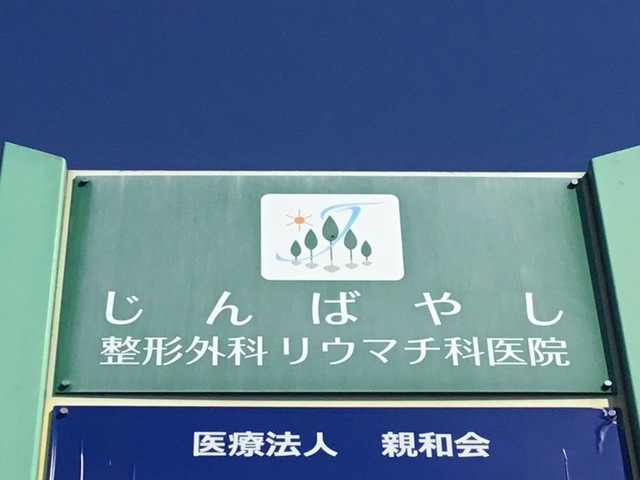 じんばやし
整形外科リウマチ科医院
医療法人 親和会